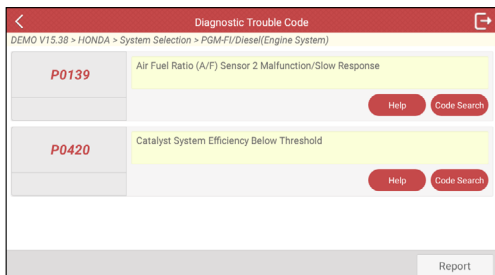 Diagnostic Trouble Code
DEMO V15.38 > HONDA > System Selection > PGM-FI/Diesel(Engine System)
P0139
Air Fuel Ratio (A/F) Sensor 2 Malfunction/Slow Response
Help
Code Search
P0420
Catalyst System Efficiency Below Threshold
Help
Code Search
Report